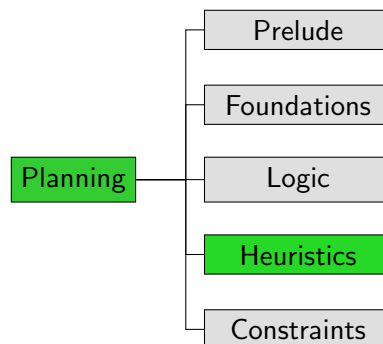 Prelude
Foundations
Planning
Logic
Heuristics
Constraints